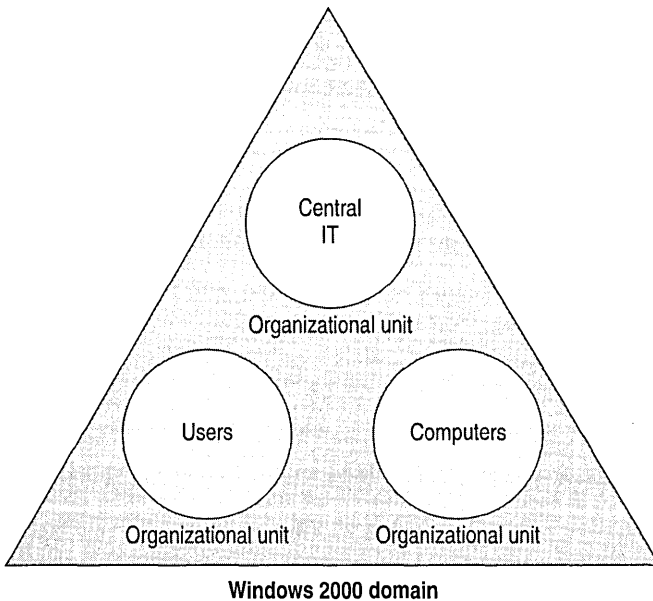 Central
IT
Organizational unit
Users
Computers
Organizational unit
Organizational unit
Windows 2000 domain